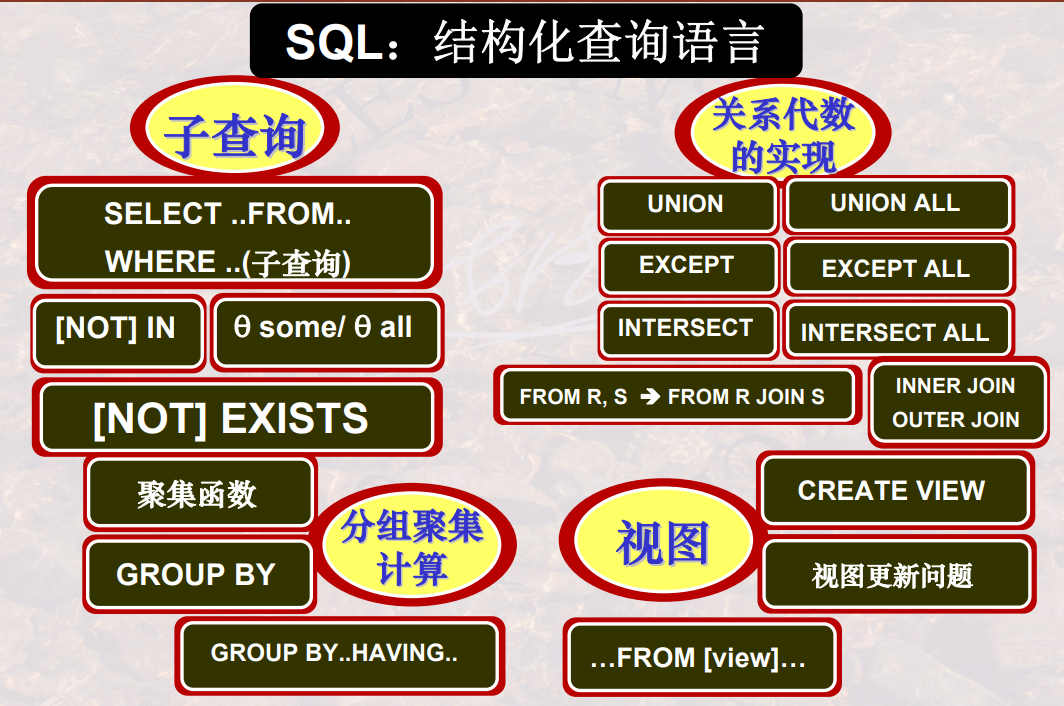 SQL：结构化查询语言
子查询
SELECT ..FROM..
WHERE ..(子查询)
[NOT] IN
θ some/ θ all
[NOT] EXISTS
关系代数
的实现
UNION
UNION ALL
EXCEPT
EXCEPT ALL
INTERSECT
INTERSECT ALL
FROM R, S ➔ FROM R JOIN S
INNER JOIN
OUTER JOIN
聚集函数
GROUP BY
分组聚集
计算
GROUP BY..HAVING..
视图
CREATE VIEW
视图更新问题
…FROM [view]…